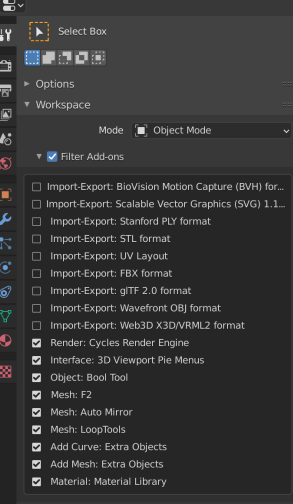 Select Box
Options
Workspace
Mode Object Mode
Filter Add-ons
Import-Export: BioVision Motion Capture (BVH) for...
Import-Export: Scalable Vector Graphics (SVG) 1.1...
Import-Export: Stanford PLY format
Import-Export: STL format
Import-Export: UV Layout
Import-Export: FBX format
Import-Export: glTF 2.0 format
Import-Export: Wavefront OBJ format
Import-Export: Web3D X3D/VRML2 format
Render: Cycles Render Engine
Interface: 3D Viewport Pie Menus
Object: Bool Tool
Mesh: F2
Mesh: Auto Mirror
Mesh: LoopTools
Add Curve: Extra Objects
Add Mesh: Extra Objects
Material: Material Library